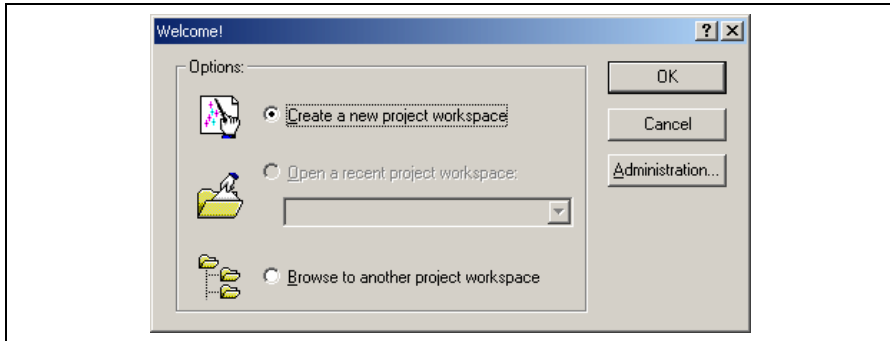 Welcome!
Options:
Create a new project workspace
Open a recent project workspace:
Browse to another project workspace
OK
Cancel
Administration...